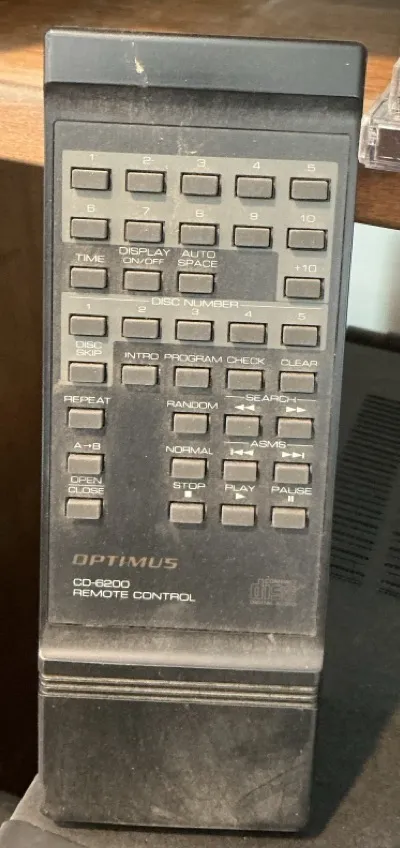 1 2 3 4 5
6 7 8 9 10
TIME DISPLAY ON/OFF AUTO SPACE +10
DISC NUMBER
1 2 3 4 5
DISC SKIP INTRO PROGRAM CHECK CLEAR
SEARCH
REPEAT RANDOM ◄◄ ►►
ASMS
A→B NORMAL I◄◄ ►►I
OPEN CLOSE STOP ■ PLAY ► PAUSE II
OPTIMUS
CD-6200
REMOTE CONTROL
disc